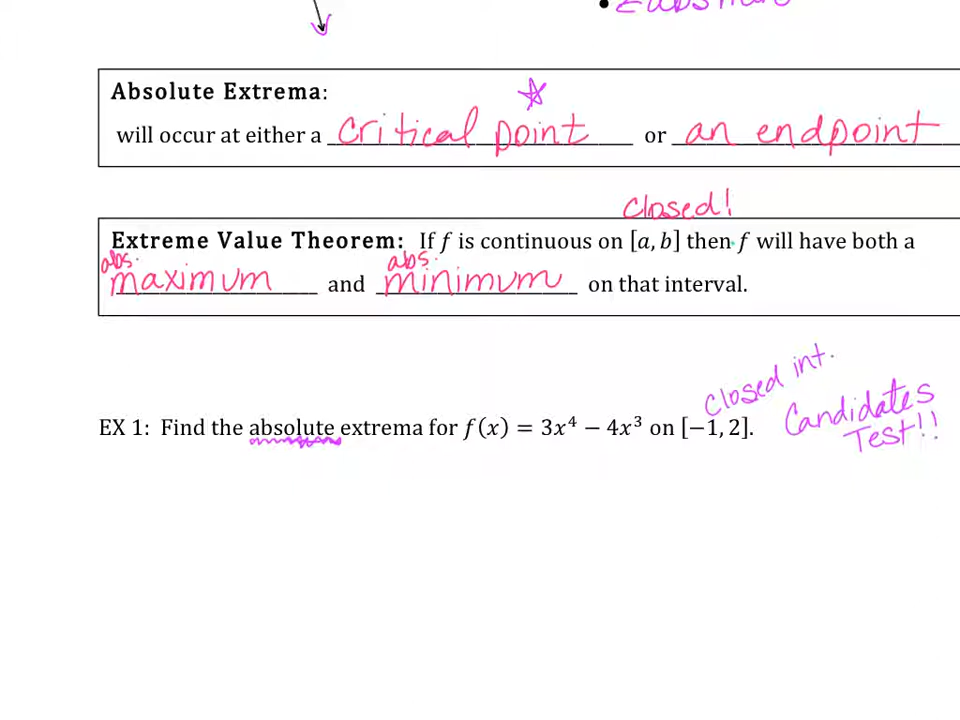 Absolute Extrema:
will occur at either a critical point or an endpoint
closed!
Extreme Value Theorem: If f is continuous on [a, b] then f will have both a
abs. maximum and abs. minimum on that interval.
closed int.
EX 1: Find the absolute extrema for f(x) = 3x⁴ − 4x³ on [−1, 2].
Candidates
Test!!